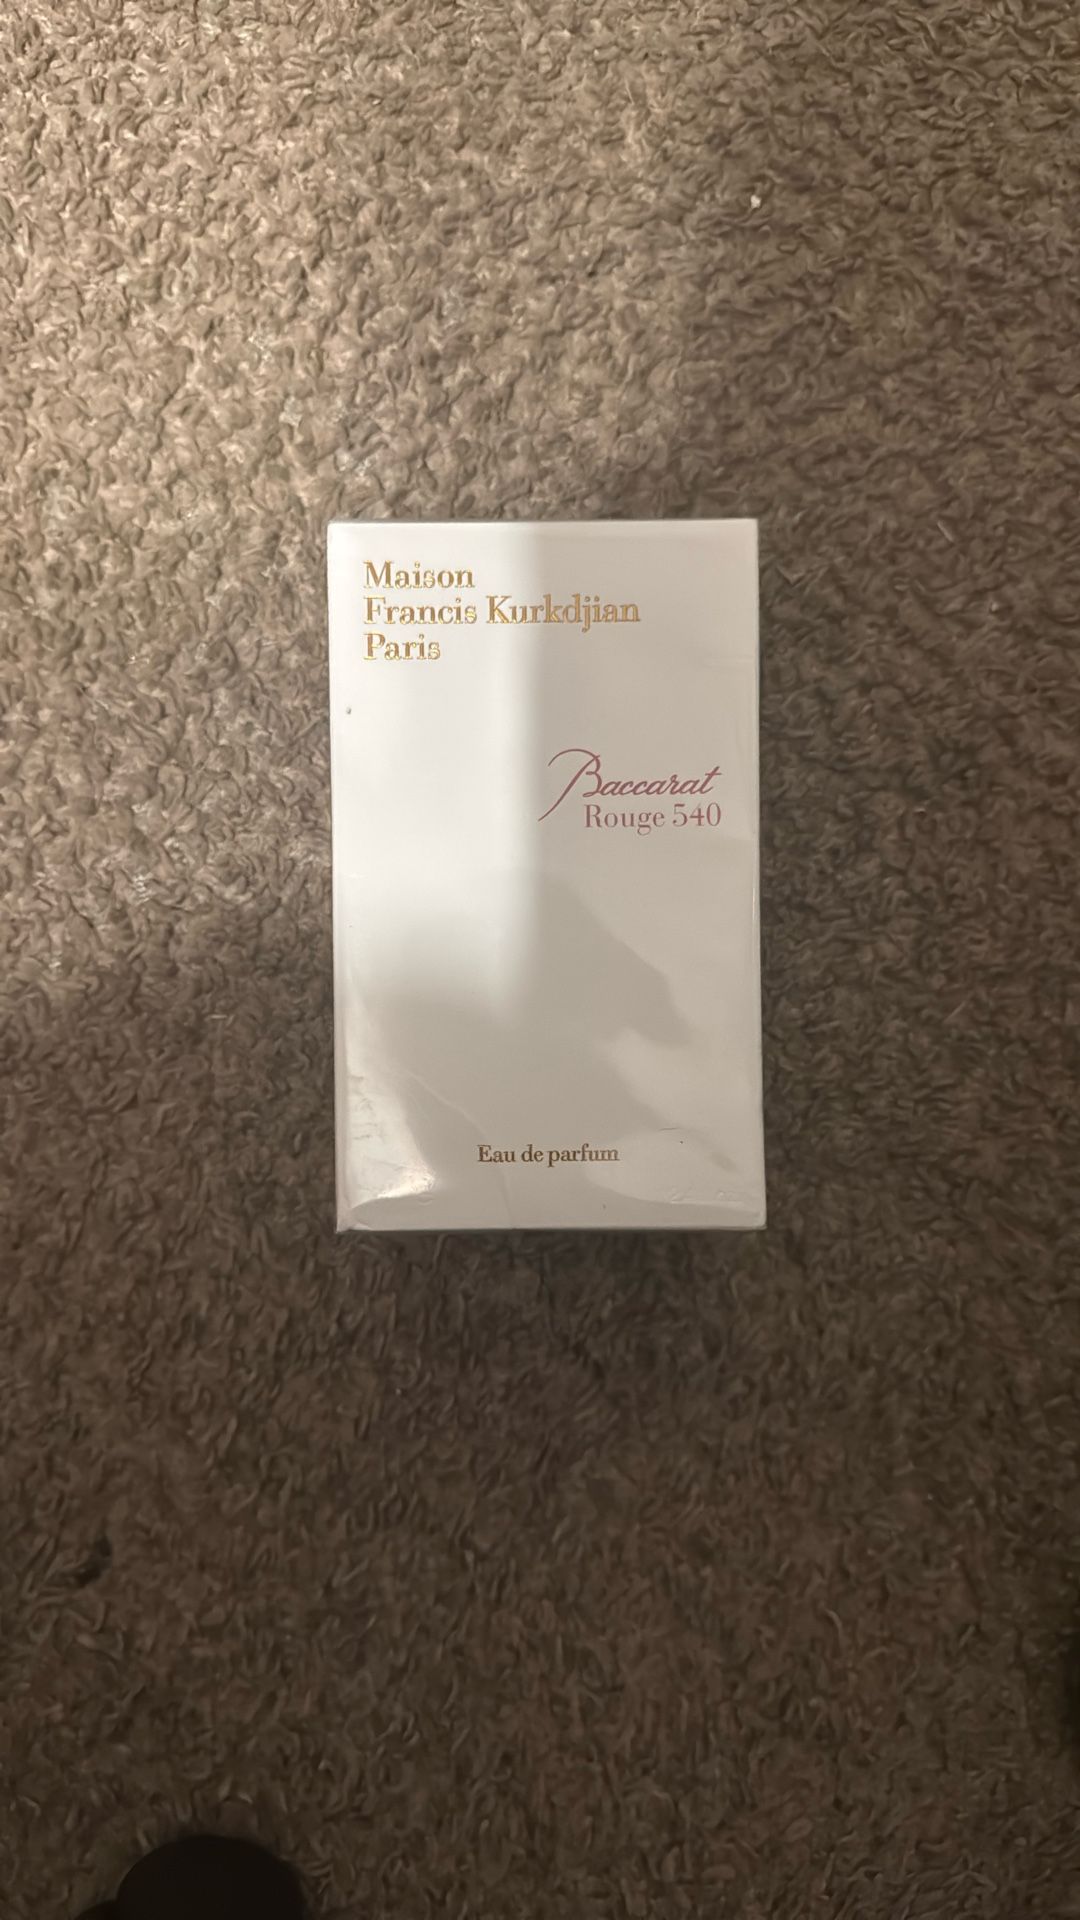 Maison
Francis Kurkdjian
Paris
Baccarat
Rouge 540
Eau de parfum